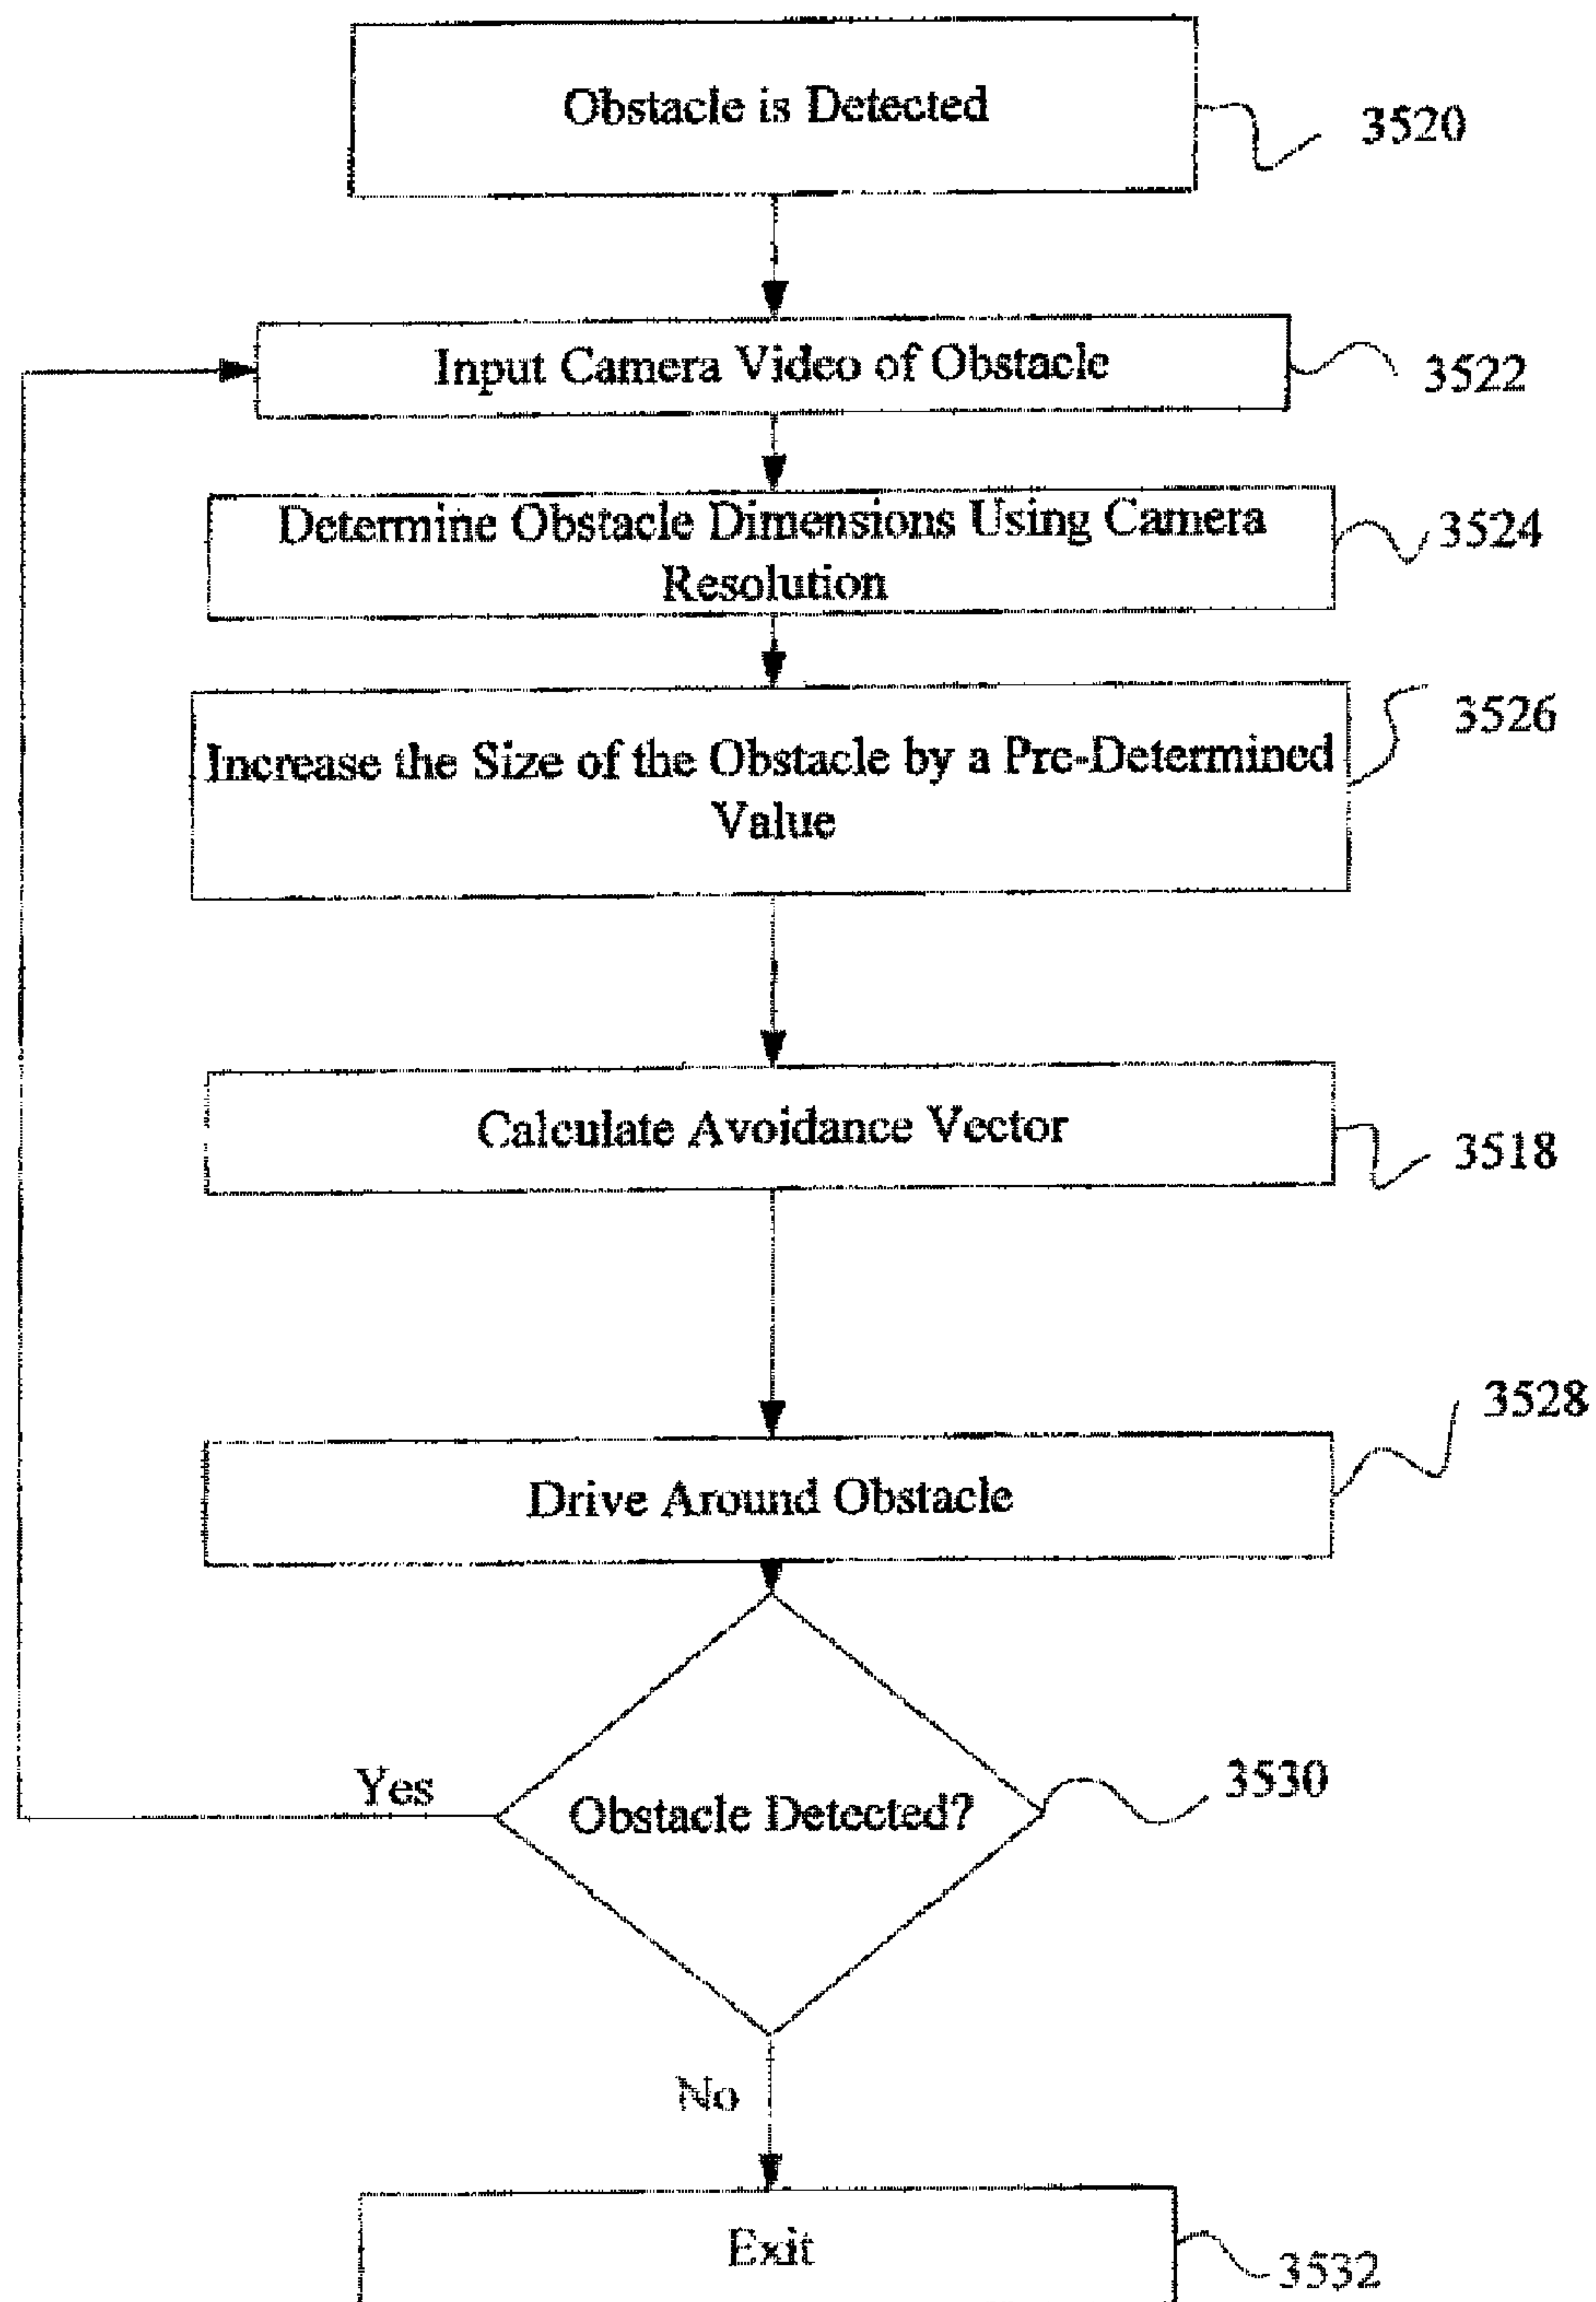 Obstacle is Detected
3520
Input Camera Video of Obstacle
3522
Determine Obstacle Dimensions Using Camera
Resolution
3524
Increase the Size of the Obstacle by a Pre-Determined
Value
3526
Calculate Avoidance Vector
3518
Drive Around Obstacle
3528
Obstacle Detected?
3530
Yes
No
Exit
3532